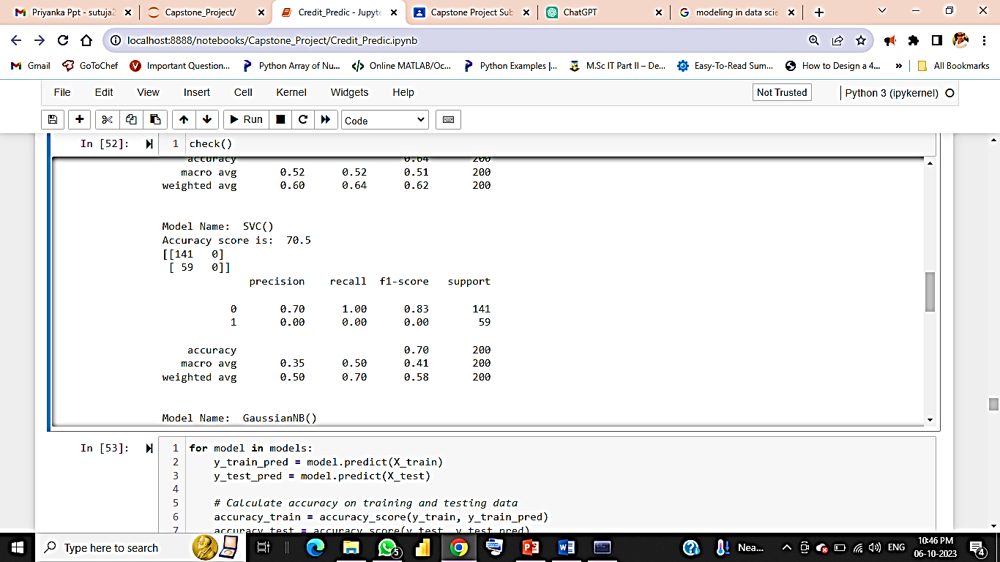 Priyanka Ppt - sutuja2
Capstone_Project/
Credit_Predic - Jupyte
Capstone Project Sub
ChatGPT
modeling in data scie
localhost:8888/notebooks/Capstone_Project/Credit_Predic.ipynb
Gmail
GoToChef
Important Question...
Python Array of Nu...
Online MATLAB/Oc...
Python Examples |...
M.Sc IT Part II – De...
Easy-To-Read Sum...
How to Design a 4...
»
All Bookmarks
File Edit View Insert Cell Kernel Widgets Help
Not Trusted
Python 3 (ipykernel)
Run
Code
In [52]: 1 check()
accuracy 0.64 200
macro avg 0.52 0.52 0.51 200
weighted avg 0.60 0.64 0.62 200
Model Name: SVC()
Accuracy score is: 70.5
[[141 0]
[ 59 0]]
precision recall f1-score support
0 0.70 1.00 0.83 141
1 0.00 0.00 0.00 59
accuracy 0.70 200
macro avg 0.35 0.50 0.41 200
weighted avg 0.50 0.70 0.58 200
Model Name: GaussianNB()
In [53]: 1 for model in models:
2 y_train_pred = model.predict(X_train)
3 y_test_pred = model.predict(X_test)
4
5 # Calculate accuracy on training and testing data
6 accuracy_train = accuracy_score(y_train, y_train_pred)
7 accuracy_test = accuracy_score(y_test, y_test_pred)
Type here to search
5
Nea...
ENG
10:46 PM
06-10-2023
4